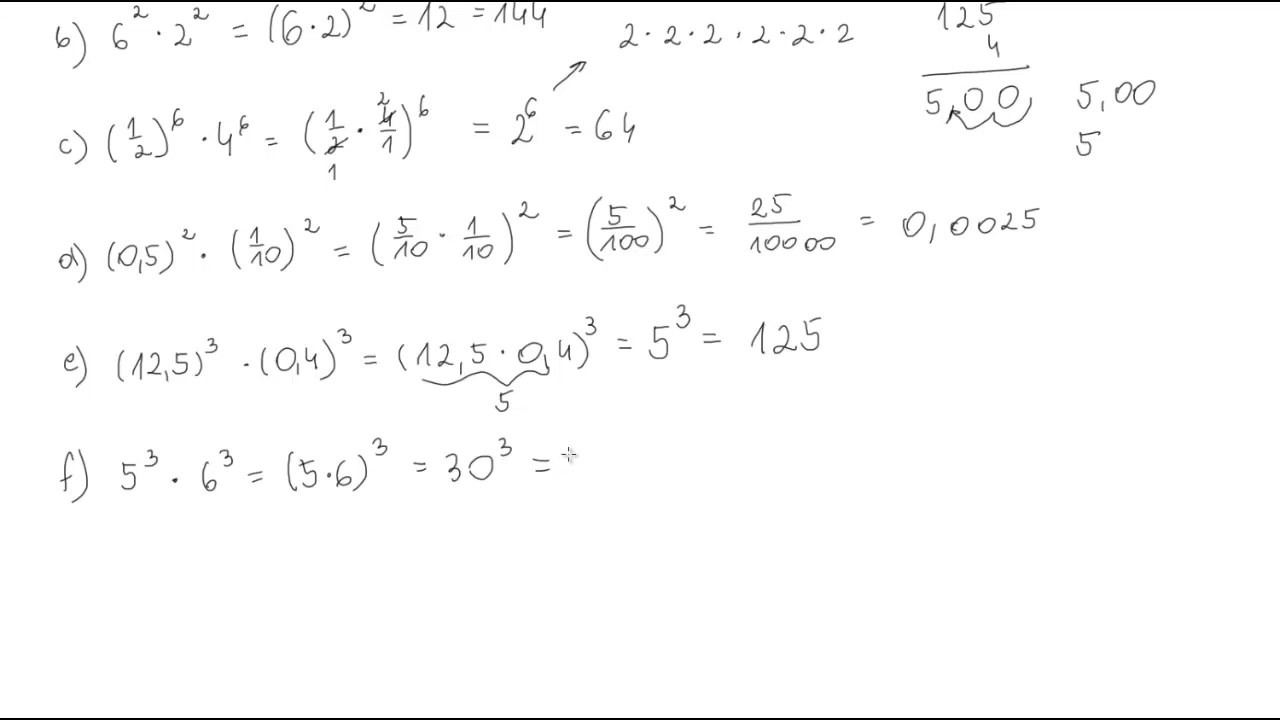 b) 6² · 2² = (6·2)² = 12 = 144
2 · 2 · 2 · 2 · 2 · 2
125
4
5,00
5,00
5
c) (1/2)⁶ · 4⁶ = (1/2 · 4/1)⁶ = 2⁶ = 64
2
1
d) (0,5)² · (1/10)² = (5/10 · 1/10)² = (5/100)² = 25/10000 = 0,0025
e) (12,5)³ · (0,4)³ = (12,5 · 0,4)³ = 5³ = 125
5
f) 5³ · 6³ = (5·6)³ = 30³ =